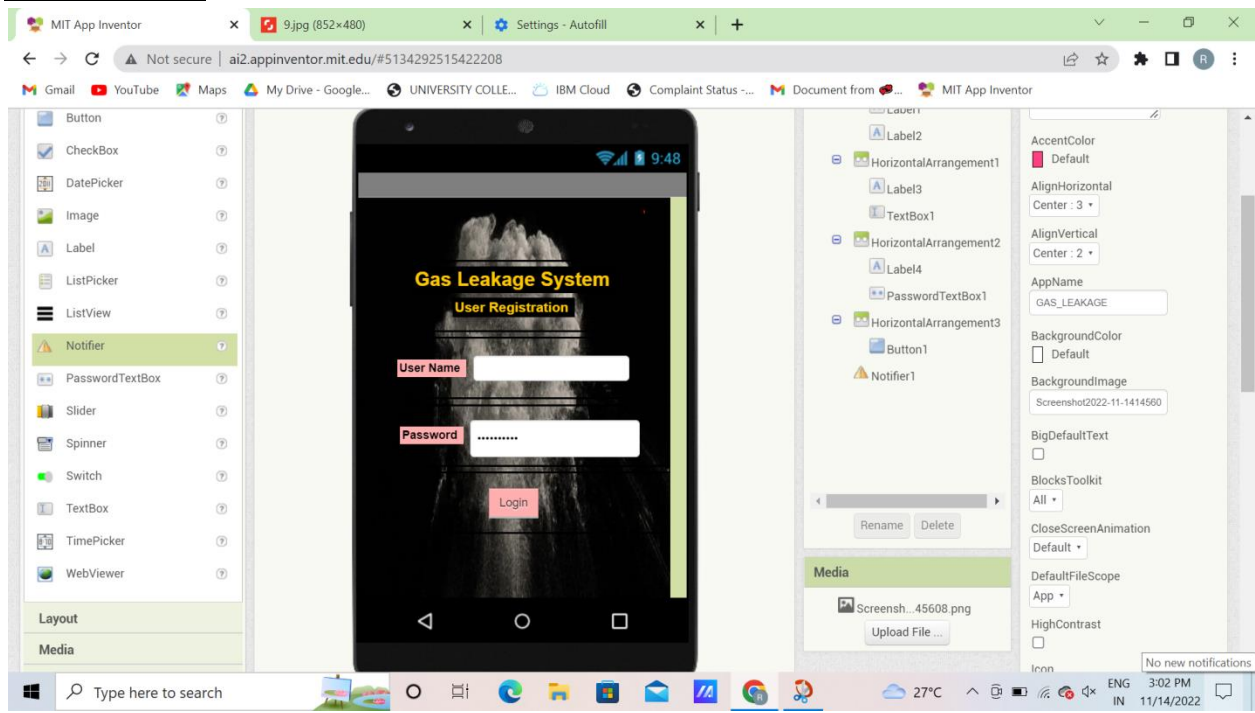 MIT App Inventor
9.jpg (852×480)
Settings - Autofill
Not secure
ai2.appinventor.mit.edu/#5134292515422208
R
Gmail
YouTube
Maps
My Drive - Google...
UNIVERSITY COLLE...
IBM Cloud
Complaint Status -...
Document from
...
MIT App Inventor
Button
CheckBox
DatePicker
Image
Label
ListPicker
ListView
Notifier
PasswordTextBox
Slider
Spinner
Switch
TextBox
TimePicker
WebViewer
Layout
Media
9:48
Gas Leakage System
User Registration
User Name
Password
Login
Label1
Label2
HorizontalArrangement1
Label3
TextBox1
HorizontalArrangement2
Label4
PasswordTextBox1
HorizontalArrangement3
Button1
Notifier1
Rename
Delete
Media
Screensh...45608.png
Upload File ...
AccentColor
Default
AlignHorizontal
Center : 3
AlignVertical
Center : 2
AppName
GAS_LEAKAGE
BackgroundColor
Default
BackgroundImage
Screenshot2022-11-1414560
BigDefaultText
BlocksToolkit
All
CloseScreenAnimation
Default
DefaultFileScope
App
HighContrast
Icon
No new notifications
Type here to search
27°C
ENG
IN
3:02 PM
11/14/2022